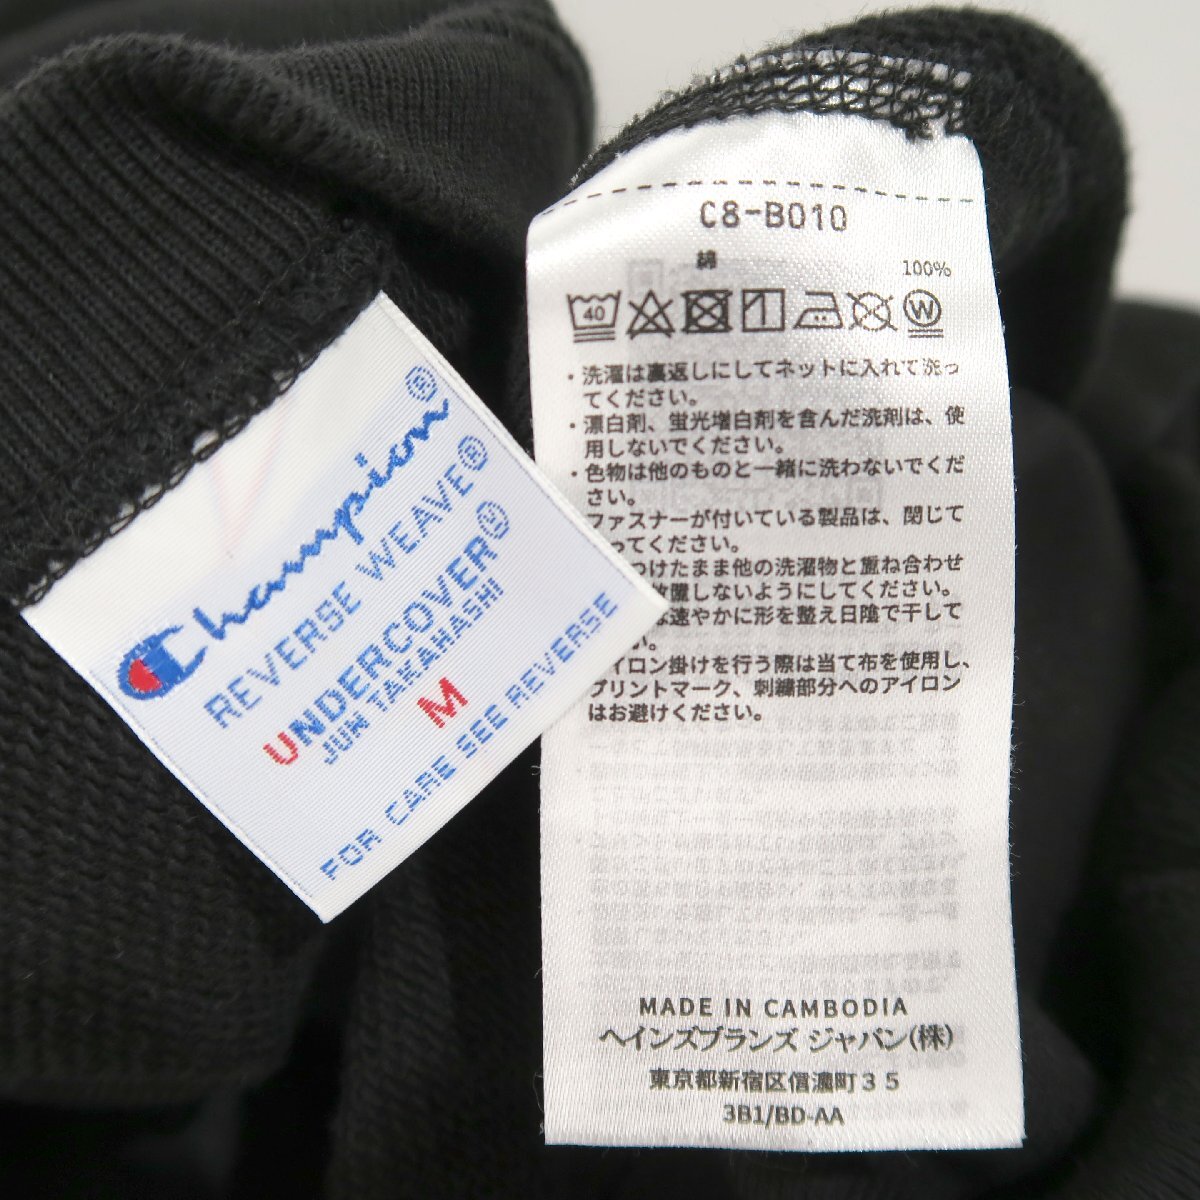 Champion®
REVERSE WEAVE®
UNDERCOVER®
JUN TAKAHASHI
M
FOR CARE SEE REVERSE
C8-B010
綿 100%
40 W
・洗濯は裏返しにしてネットに入れて洗っ
てください。
・漂白剤、蛍光増白剤を含んだ洗剤は、使
用しないでください。
・色物は他のものと一緒に洗わないでくだ
さい。
ファスナーが付いている製品は、閉じて
ってください。
つけたまま他の洗濯物と重ね合わせ
放置しないようにしてください。
は速やかに形を整え日陰で干して
い。
イロン掛けを行う際は当て布を使用し、
プリントマーク、刺繍部分へのアイロン
はお避けください。
MADE IN CAMBODIA
ヘインズブランズ ジャパン(株)
東京都新宿区信濃町35
3B1/BD-AA